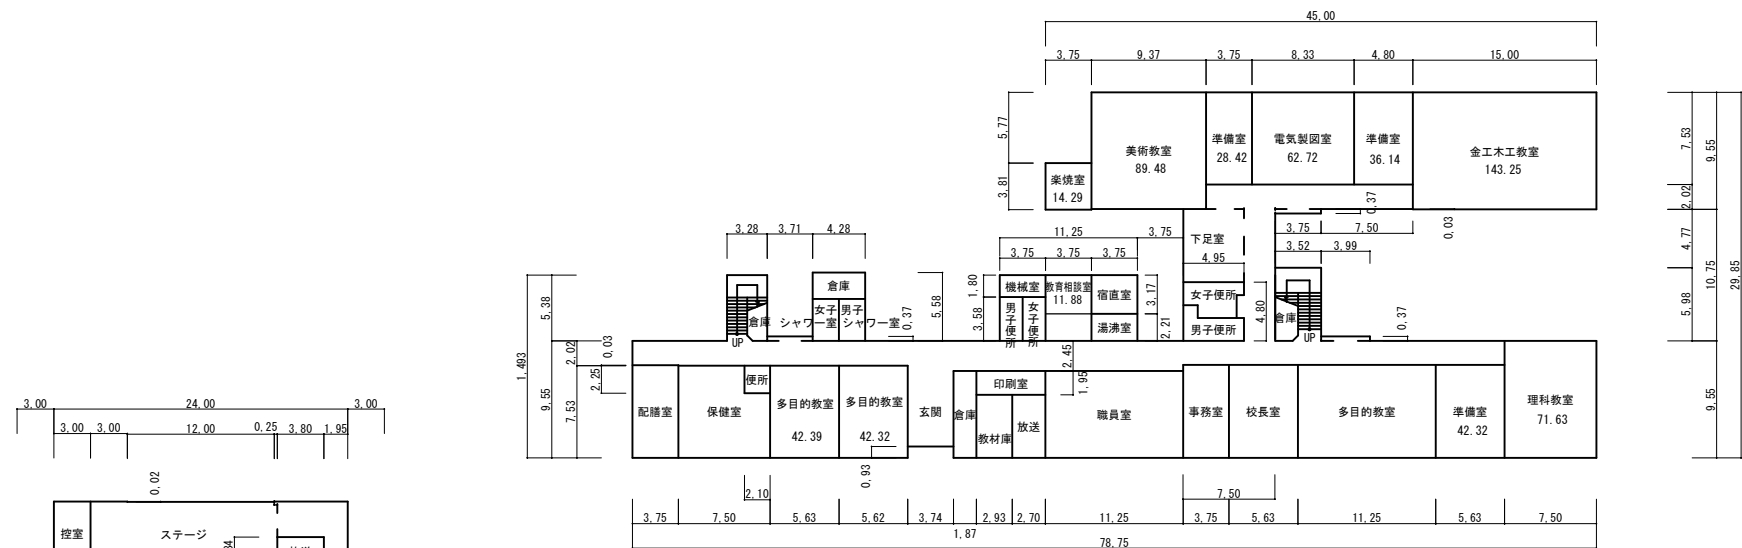 45.00
3.75 9.37 3.75 8.33 4.80 15.00
5.77
3.81
美術教室
89.48
準備室
28.42
電気製図室
62.72
準備室
36.14
金工木工教室
143.25
楽焼室
14.29
7.53
2.02
9.55
4.77
10.75
5.98
29.85
9.55
0.37
0.03
3.75 7.50
3.52 3.99
下足室
4.95
11.25 3.75
3.75 3.75 3.75
3.28 3.71 4.28
1.80
3.58
機械室
教育相談室
11.88
宿直室
湯沸室
男子便所
女子便所
3.17
2.21
女子便所
男子便所
4.80
倉庫
UP
0.37
倉庫
女子
シャワー室
男子
シャワー室
倉庫
UP
0.37
5.58
5.38
1.493
9.55
2.02
7.53
0.03
2.25
2.45
1.95
配膳室
保健室
便所
多目的教室
42.39
多目的教室
42.32
玄関
倉庫
印刷室
教材庫
放送
職員室
事務室
校長室
多目的教室
準備室
42.32
理科教室
71.63
0.93
2.10
7.50
3.75 7.50 5.63 5.62 3.74 2.93 2.70 11.25 3.75 5.63 11.25 5.63 7.50
1.87
78.75
3.00 24.00 3.00
3.00 3.00 12.00 0.25 3.80 1.95
0.02
控室
ステージ